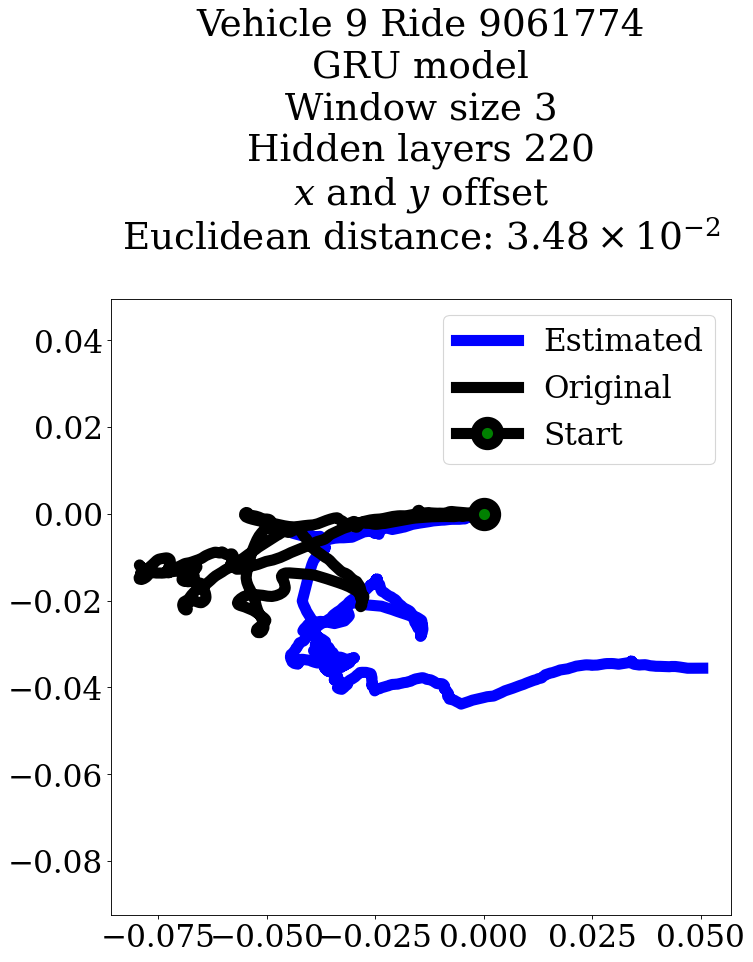 Vehicle 9 Ride 9061774
GRU model
Window size 3
Hidden layers 220
x and y offset
Euclidean distance: 3.48 × 10⁻²
Estimated
Original
Start
0.04
0.02
0.00
−0.02
−0.04
−0.06
−0.08
−0.075 −0.050 −0.025 0.000 0.025 0.050